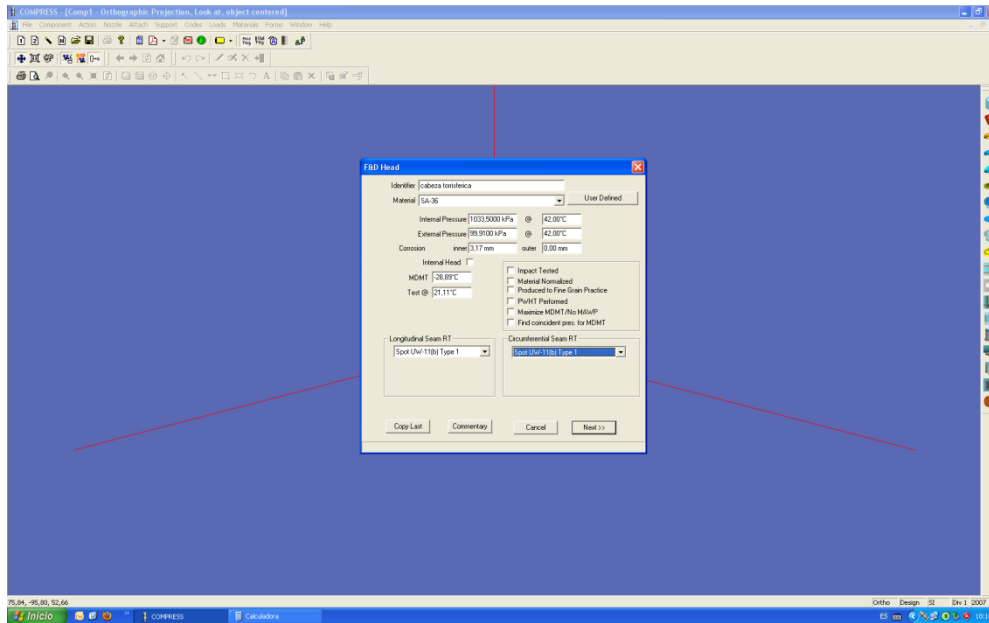 COMPRESS - [Comp1 - Orthographic Projection, Look at, object centered]
File Component Action Nozzle Attach Support Codes Loads Materials Forms Window Help
F&D Head
Identifier cabeza torrisferica
Material SA-36 User Defined
Internal Pressure 1033,5000 kPa @ 42,00°C
External Pressure 99,9100 kPa @ 42,00°C
Corrosion inner 3,17 mm outer 0,00 mm
Internal Head
MDMT -28,89°C
Test @ 21,11°C
Impact Tested
Material Normalized
Produced to Fine Grain Practice
PWHT Performed
Maximize MDMT/No MAWP
Find coincident pres. for MDMT
Longitudinal Seam RT
Spot UW-11(b) Type 1
Circumferential Seam RT
Spot UW-11(b) Type 1
Copy Last Commentary Cancel Next >>
75,84, -95,80, 52,66
Ortho Design SI Div 1 2007
Inicio COMPRESS Calculadora ES